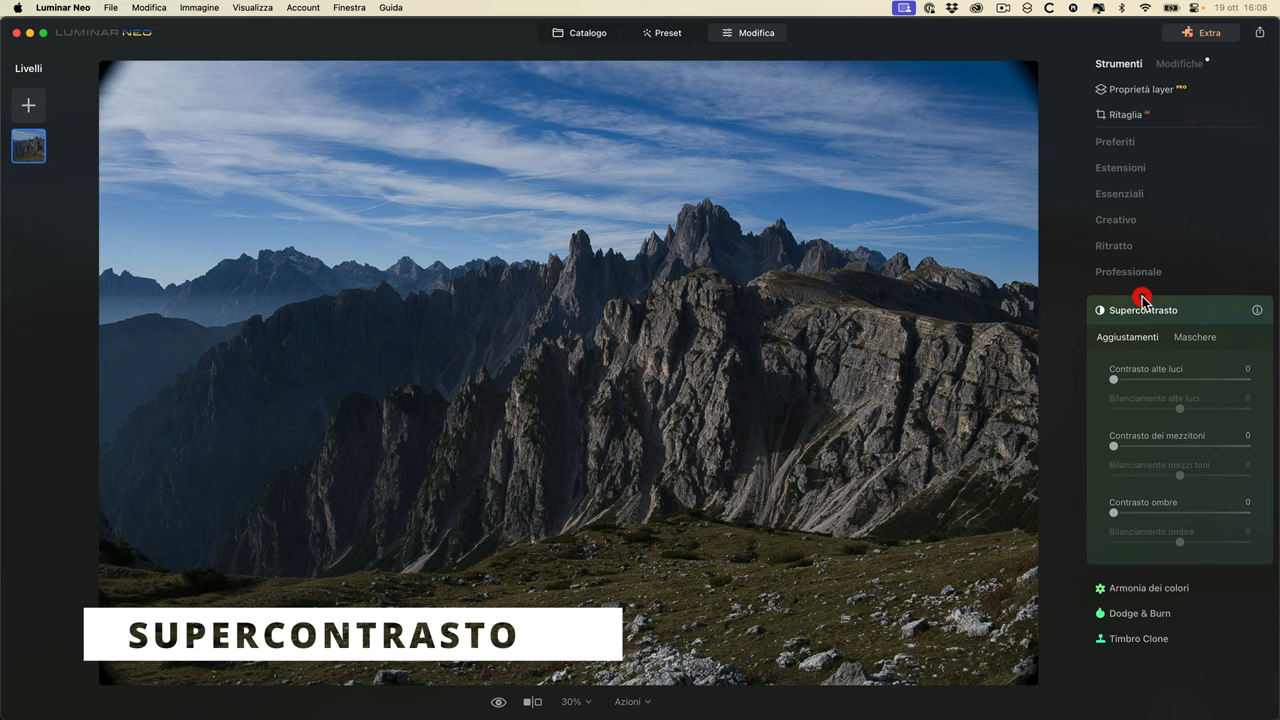 Luminar Neo File Modifica Immagine Visualizza Account Finestra Guida 19 ott 16:08
LUMINAR NEO Catalogo Preset Modifica Extra
Livelli
Strumenti Modifiche
Proprietà layer PRO
Ritaglia AI
Preferiti
Estensioni
Essenziali
Creativo
Ritratto
Professionale
Supercontrasto
Aggiustamenti Maschere
Contrasto alte luci 0
Bilanciamento alte luci 0
Contrasto dei mezzitoni 0
Bilanciamento mezzi toni 0
Contrasto ombre 0
Bilanciamento ombre 0
Armonia dei colori
Dodge & Burn
Timbro Clone
SUPERCONTRASTO
30% Azioni